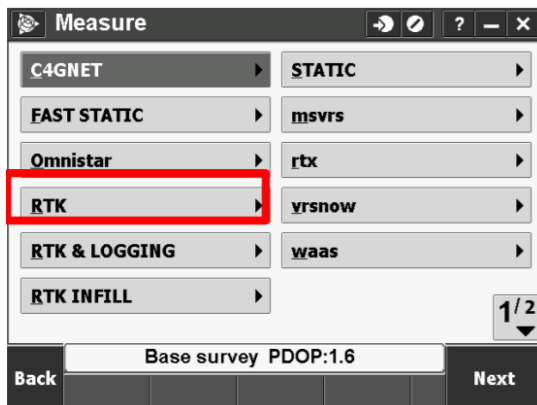 Measure ? – ×
C4GNET STATIC
FAST STATIC msvrs
Omnistar rtx
RTK vrsnow
RTK & LOGGING waas
RTK INFILL
1/2
Base survey PDOP:1.6
Back Next